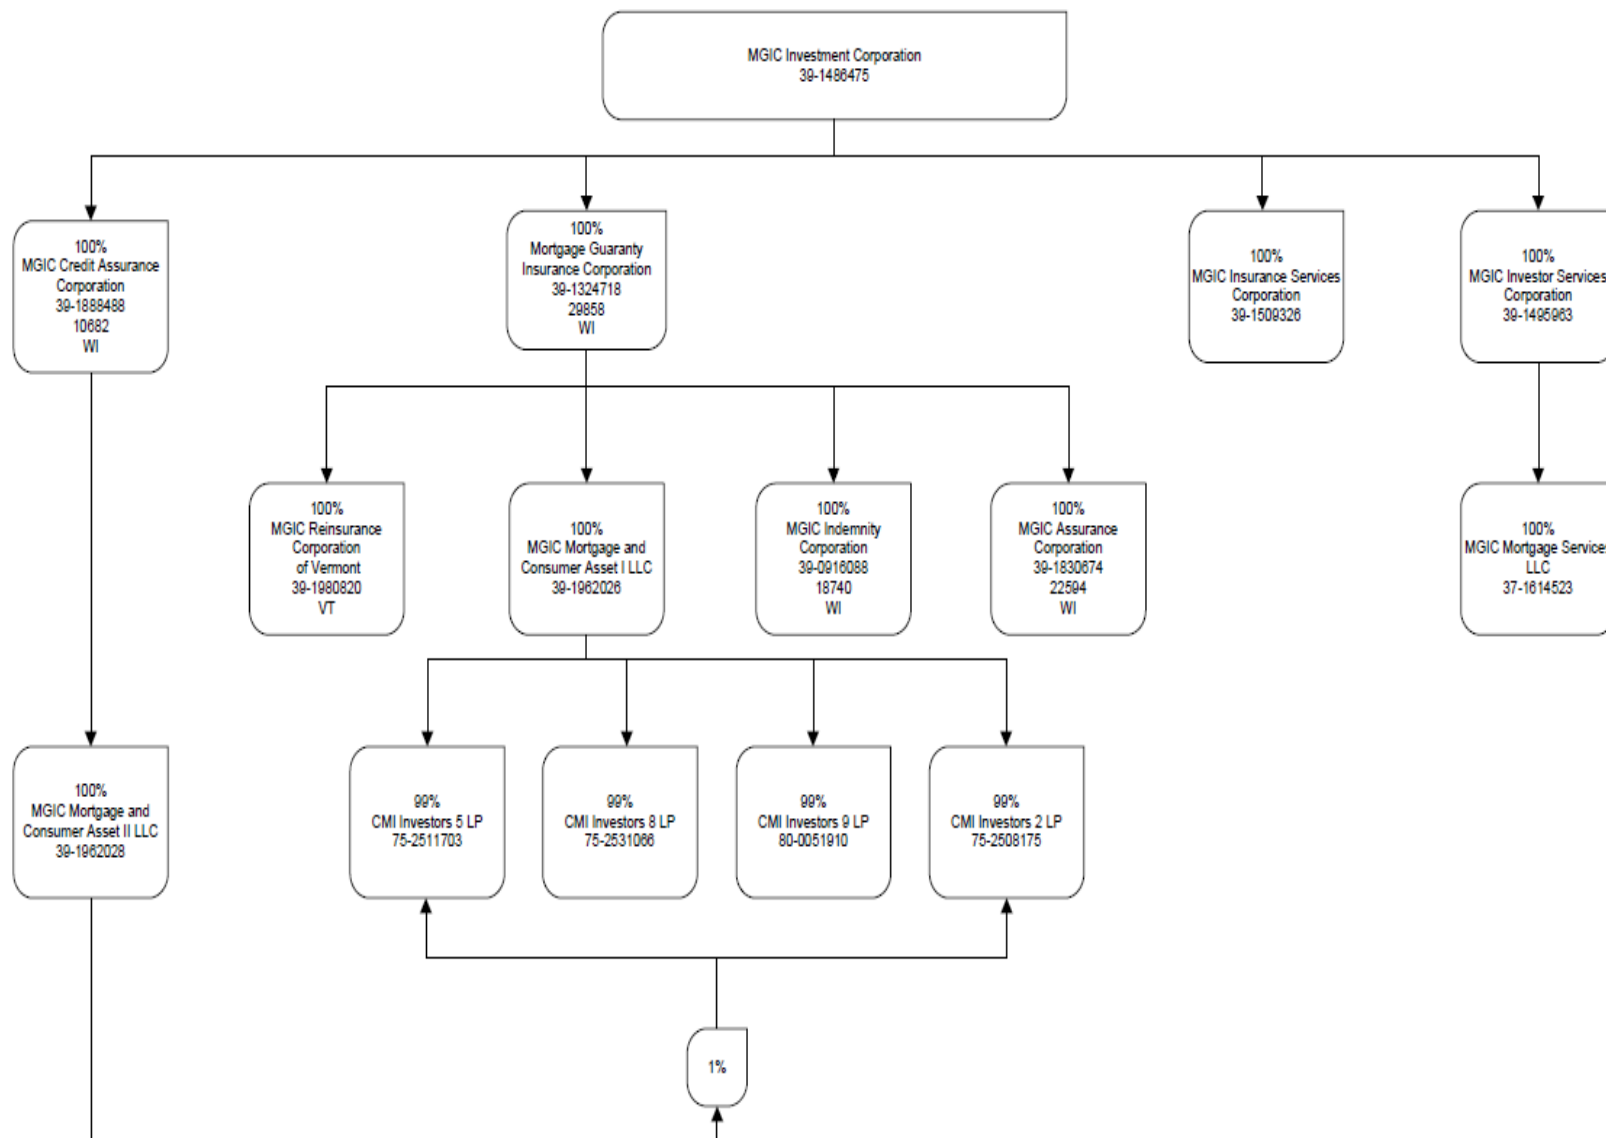 MGIC Investment Corporation
39-1486475
100%
MGIC Credit Assurance
Corporation
39-1888488
10682
WI
100%
Mortgage Guaranty
Insurance Corporation
39-1324718
29858
WI
100%
MGIC Insurance Services
Corporation
39-1509326
100%
MGIC Investor Services
Corporation
39-1495963
100%
MGIC Reinsurance
Corporation
of Vermont
39-1980820
VT
100%
MGIC Mortgage and
Consumer Asset I LLC
39-1962026
100%
MGIC Indemnity
Corporation
39-0916088
18740
WI
100%
MGIC Assurance
Corporation
39-1830674
22594
WI
100%
MGIC Mortgage Services
LLC
37-1614523
100%
MGIC Mortgage and
Consumer Asset II LLC
39-1962028
99%
CMI Investors 5 LP
75-2511703
99%
CMI Investors 8 LP
75-2531066
99%
CMI Investors 9 LP
80-0051910
99%
CMI Investors 2 LP
75-2508175
1%